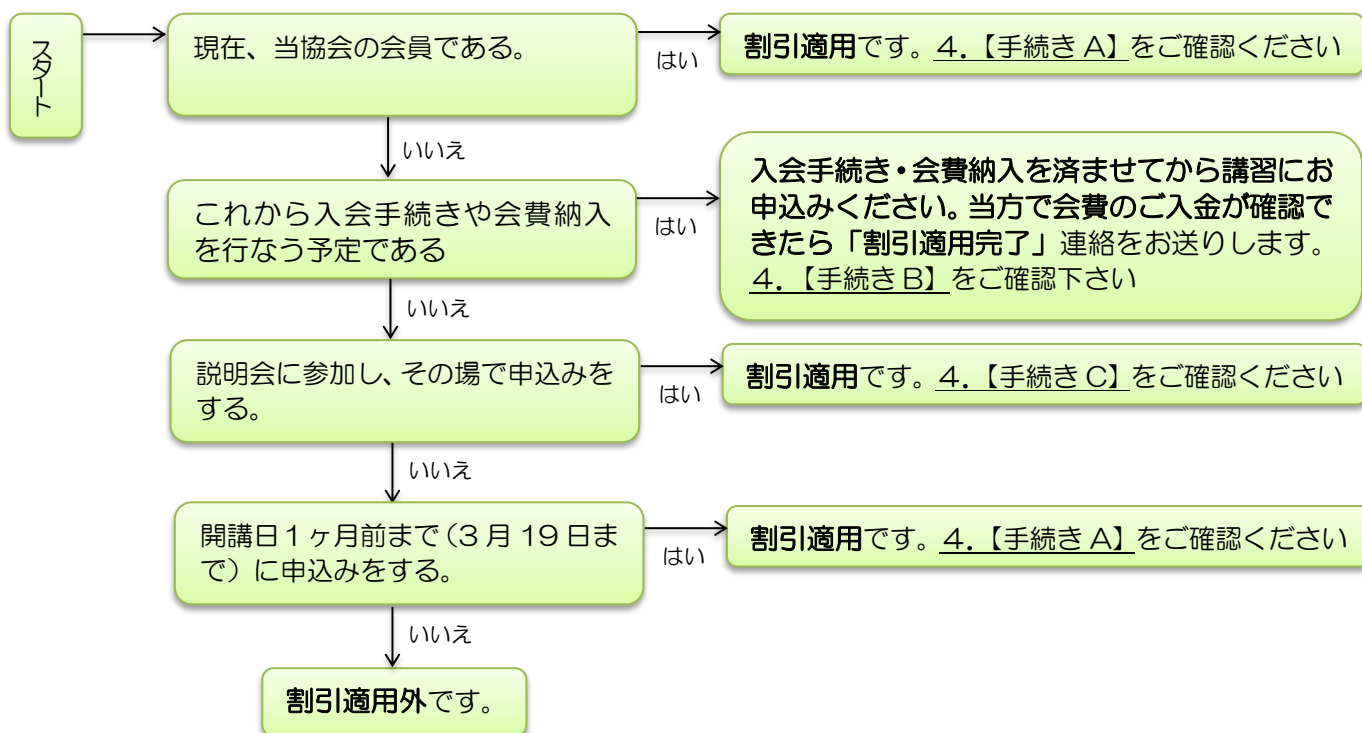 スタート
現在、当協会の会員である。
はい
割引適用です。４．【手続きA】をご確認ください
いいえ
これから入会手続きや会費納入
を行なう予定である
はい
入会手続き・会費納入を済ませてから講習にお
申込みください。当方で会費のご入金が確認で
きたら「割引適用完了」連絡をお送りします。
４．【手続きB】をご確認下さい
いいえ
説明会に参加し、その場で申込みを
する。
はい
割引適用です。４．【手続きC】をご確認ください
いいえ
開講日１ヶ月前まで（３月19日ま
で）に申込みをする。
はい
割引適用です。４．【手続きA】をご確認ください
いいえ
割引適用外です。